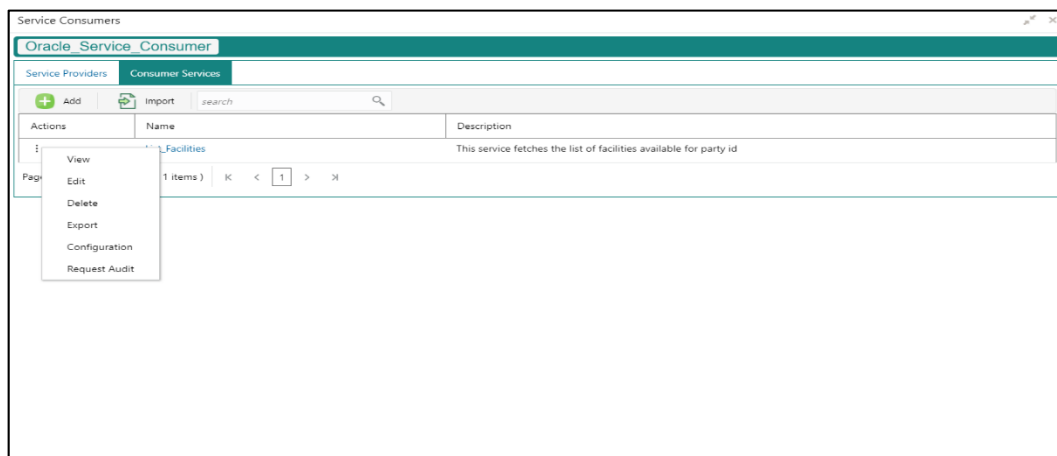 Service Consumers
Oracle_Service_Consumer
Service Providers Consumer Services
Add Import search
Actions Name Description
Facilities This service fetches the list of facilities available for party id
View
Page 1 items ) 1
Edit
Delete
Export
Configuration
Request Audit